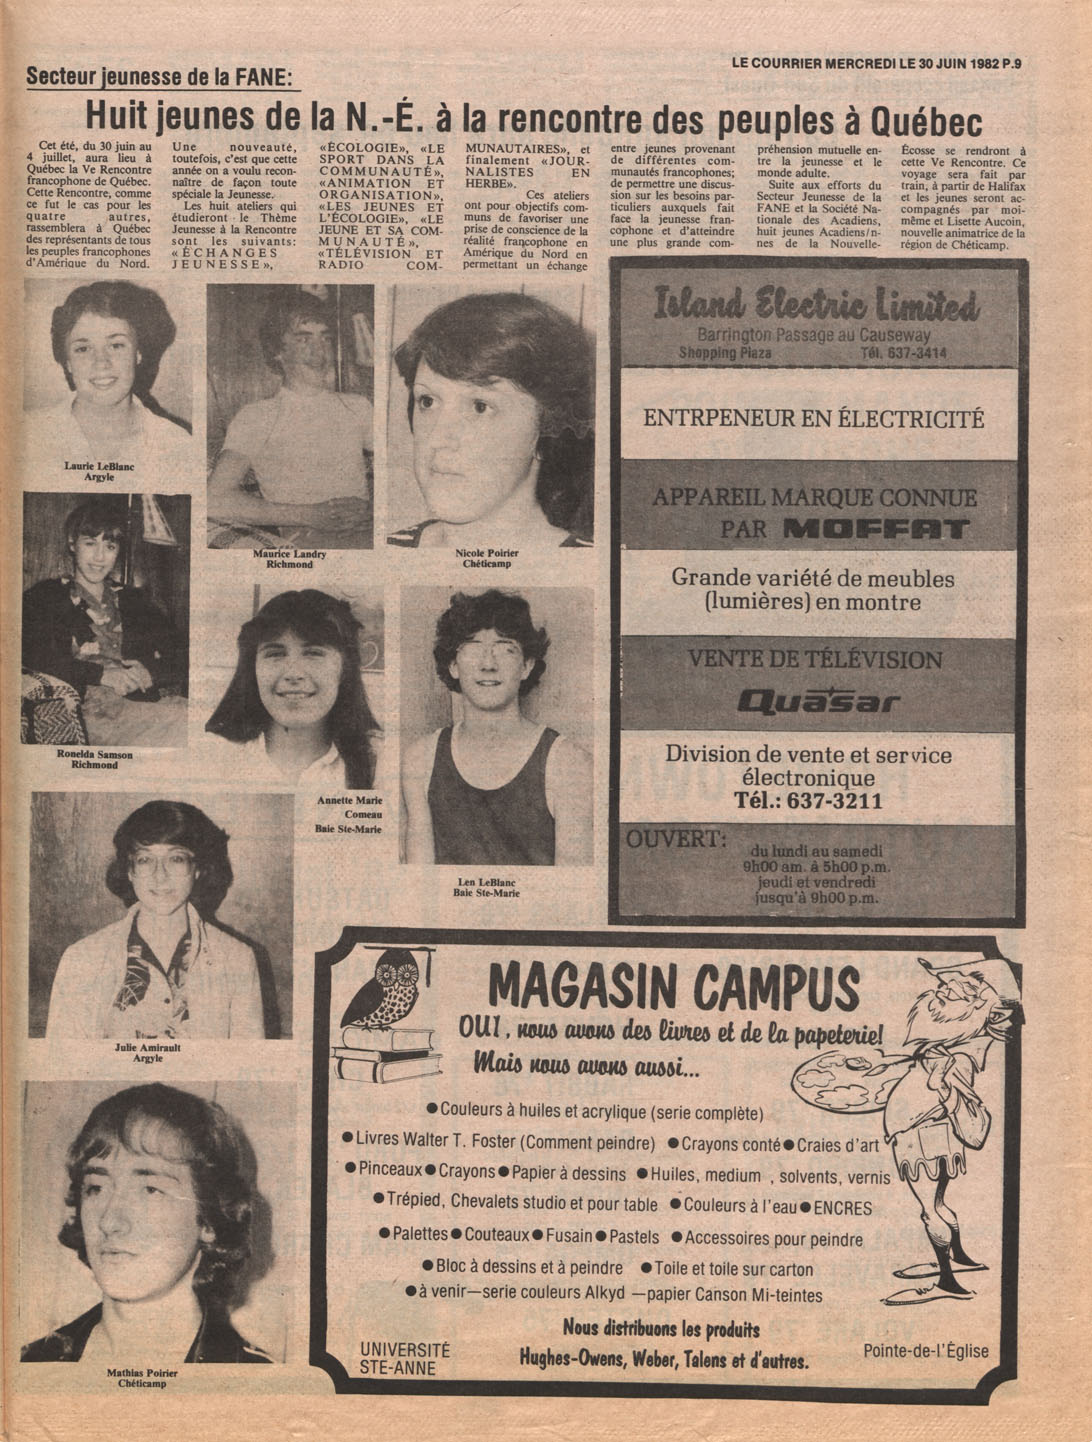 LE COURRIER MERCREDI LE 30 JUIN 1982 P.9
Secteur jeunesse de la FANE:
Huit jeunes de la N.-É. à la rencontre des peuples à Québec
Cet été, du 30 juin au
4 juillet, aura lieu à
Québec la Ve Rencontre
francophone de Québec.
Cette Rencontre, comme
ce fut le cas pour les
quatre autres,
rassemblera à Québec
des représentants de tous
les peuples francophones
d'Amérique du Nord.
Une nouveauté,
toutefois, c'est que cette
année on a voulu recon-
naître de façon toute
spéciale la Jeunesse.
Les huit ateliers qui
étudieront le Thème
Jeunesse à la Rencontre
sont les suivants:
«ÉCHANGES
JEUNESSE»,
«ÉCOLOGIE», «LE
SPORT DANS LA
COMMUNAUTÉ»,
«ANIMATION ET
ORGANISATION»,
«LES JEUNES ET
L'ÉCOLOGIE», «LE
JEUNE ET SA COM-
MUNAUTÉ»,
«TÉLÉVISION ET
RADIO COM-
MUNAUTAIRES», et
finalement «JOUR-
NALISTES EN
HERBE».
Ces ateliers
ont pour objectifs com-
muns de favoriser une
prise de conscience de la
réalité francophone en
Amérique du Nord en
permettant un échange
entre jeunes provenant
de différentes com-
munautés francophones;
de permettre une discus-
sion sur les besoins par-
ticuliers auxquels fait
face la jeunesse fran-
cophone et d'atteindre
une plus grande com-
préhension mutuelle en-
tre la jeunesse et le
monde adulte.
Suite aux efforts du
Secteur Jeunesse de la
FANE et la Société Na-
tionale des Acadiens,
huit jeunes Acadiens/n-
nes de la Nouvelle-
Écosse se rendront à
cette Ve Rencontre. Ce
voyage sera fait par
train, à partir de Halifax
et les jeunes seront ac-
compagnés par moi-
même et Lisette Aucoin,
nouvelle animatrice de la
région de Chéticamp.
Laurie LeBlanc
Argyle
Maurice Landry
Richmond
Nicole Poirier
Chéticamp
Ronelda Samson
Richmond
Annette Marie
Comeau
Baie Ste-Marie
Len LeBlanc
Baie Ste-Marie
Julie Amirault
Argyle
Mathias Poirier
Chéticamp
Island Electric Limited
Barrington Passage au Causeway
Shopping Plaza Tél. 637-3414
ENTRPENEUR EN ÉLECTRICITÉ
APPAREIL MARQUE CONNUE
PAR MOFFAT
Grande variété de meubles
(lumières) en montre
VENTE DE TÉLÉVISION
Quasar
Division de vente et service
électronique
Tél.: 637-3211
OUVERT:
du lundi au samedi
9h00 am. à 5h00 p.m.
jeudi et vendredi
jusqu'à 9h00 p.m.
MAGASIN CAMPUS
OUI, nous avons des livres et de la papeterie!
Mais nous avons aussi...
●Couleurs à huiles et acrylique (serie complète)
●Livres Walter T. Foster (Comment peindre) ●Crayons conté●Craies d'art
●Pinceaux●Crayons●Papier à dessins ●Huiles, medium , solvents, vernis
●Trépied, Chevalets studio et pour table ●Couleurs à l'eau●ENCRES
●Palettes●Couteaux●Fusain●Pastels ●Accessoires pour peindre
●Bloc à dessins et à peindre ●Toile et toile sur carton
●à venir—serie couleurs Alkyd —papier Canson Mi-teintes
Nous distribuons les produits
Hughes-Owens, Weber, Talens et d'autres.
UNIVERSITÉ
STE-ANNE
Pointe-de-l'Église